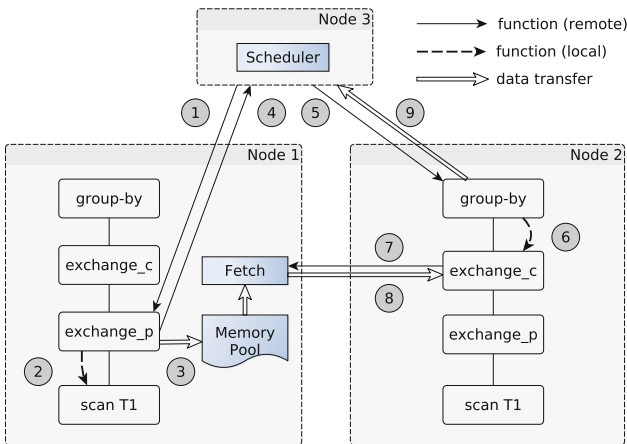 Node 3
Scheduler
function (remote)
function (local)
data transfer
1
4
5
9
Node 1
group-by
exchange_c
exchange_p
scan T1
2
3
Fetch
Memory
Pool
Node 2
group-by
6
exchange_c
7
8
exchange_p
scan T1